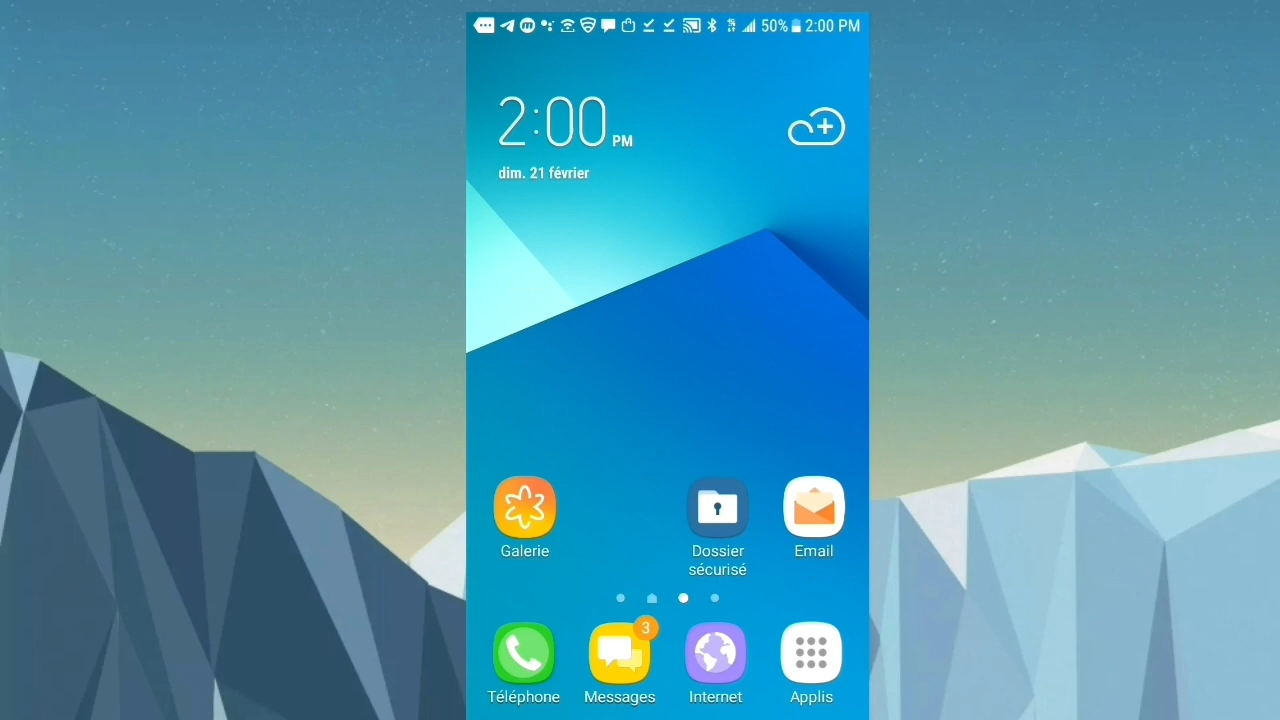 50% 2:00 PM
2:00 PM
dim. 21 février
Galerie
Dossier
sécurisé
Email
3
Téléphone
Messages
Internet
Applis